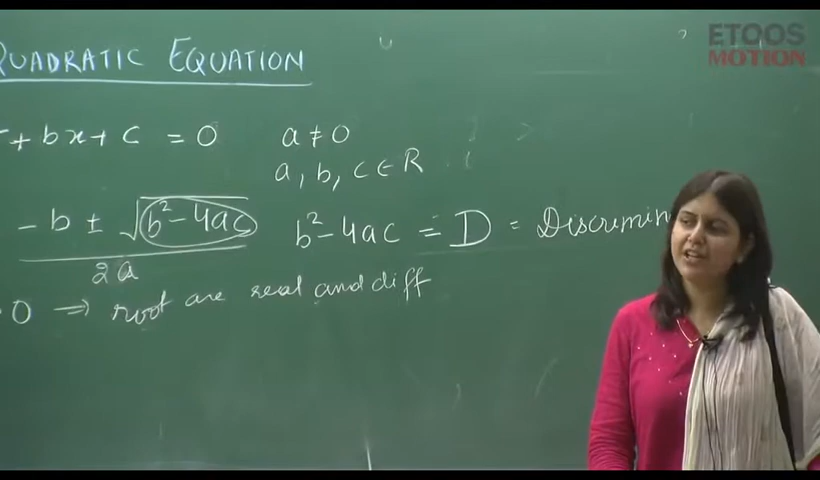 QUADRATIC EQUATION
ETOOS
MOTION
+ bx + c = 0 a ≠ 0
a, b, c ∈ R
- b ± √b² - 4ac b² - 4ac = D = Discrimin
2a
0 ⇒ root are real and diff